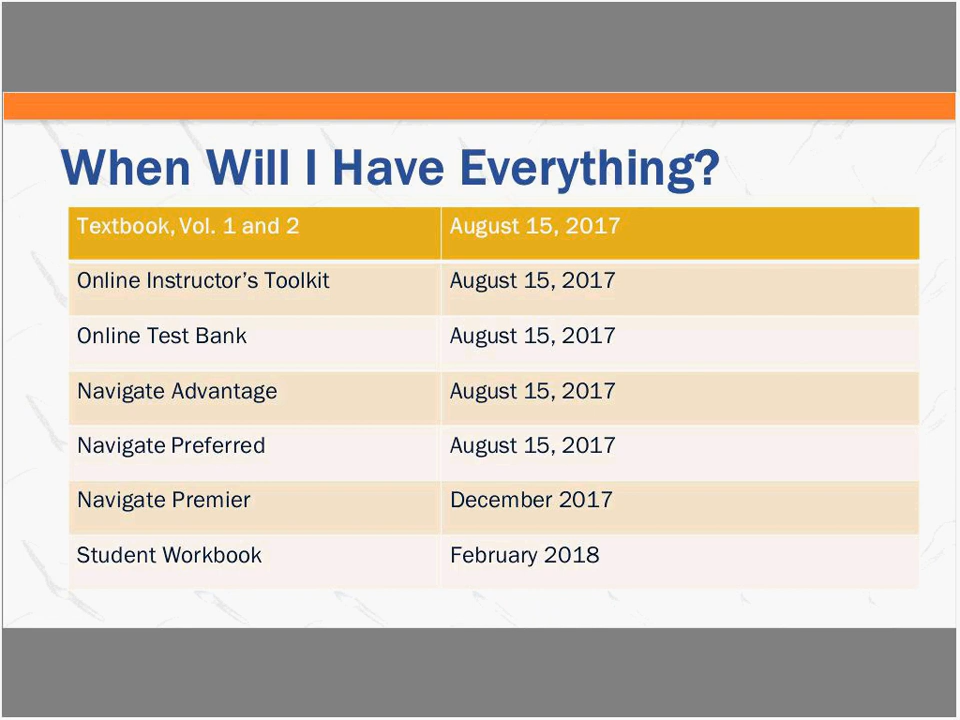 When Will I Have Everything?
Textbook, Vol. 1 and 2 August 15, 2017
Online Instructor’s Toolkit August 15, 2017
Online Test Bank August 15, 2017
Navigate Advantage August 15, 2017
Navigate Preferred August 15, 2017
Navigate Premier December 2017
Student Workbook February 2018